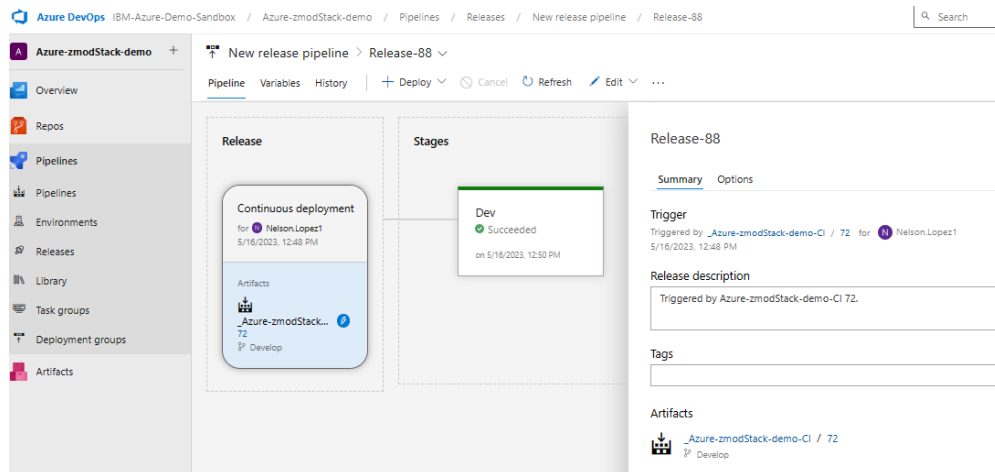 Azure DevOps IBM-Azure-Demo-Sandbox / Azure-zmodStack-demo / Pipelines / Releases / New release pipeline / Release-88
Search
A Azure-zmodStack-demo +
Overview
Repos
Pipelines
Pipelines
Environments
Releases
Library
Task groups
Deployment groups
Artifacts
New release pipeline > Release-88
Pipeline Variables History + Deploy Cancel Refresh Edit ...
Release
Continuous deployment
for N Nelson.Lopez1
5/16/2023, 12:48 PM
Artifacts
_Azure-zmodStack...
72
Develop
Stages
Dev
Succeeded
on 5/16/2023, 12:50 PM
Release-88
Summary Options
Trigger
Triggered by _Azure-zmodStack-demo-CI / 72 for N Nelson.Lopez1
5/16/2023, 12:48 PM
Release description
Triggered by Azure-zmodStack-demo-CI 72.
Tags
Artifacts
_Azure-zmodStack-demo-CI / 72
Develop